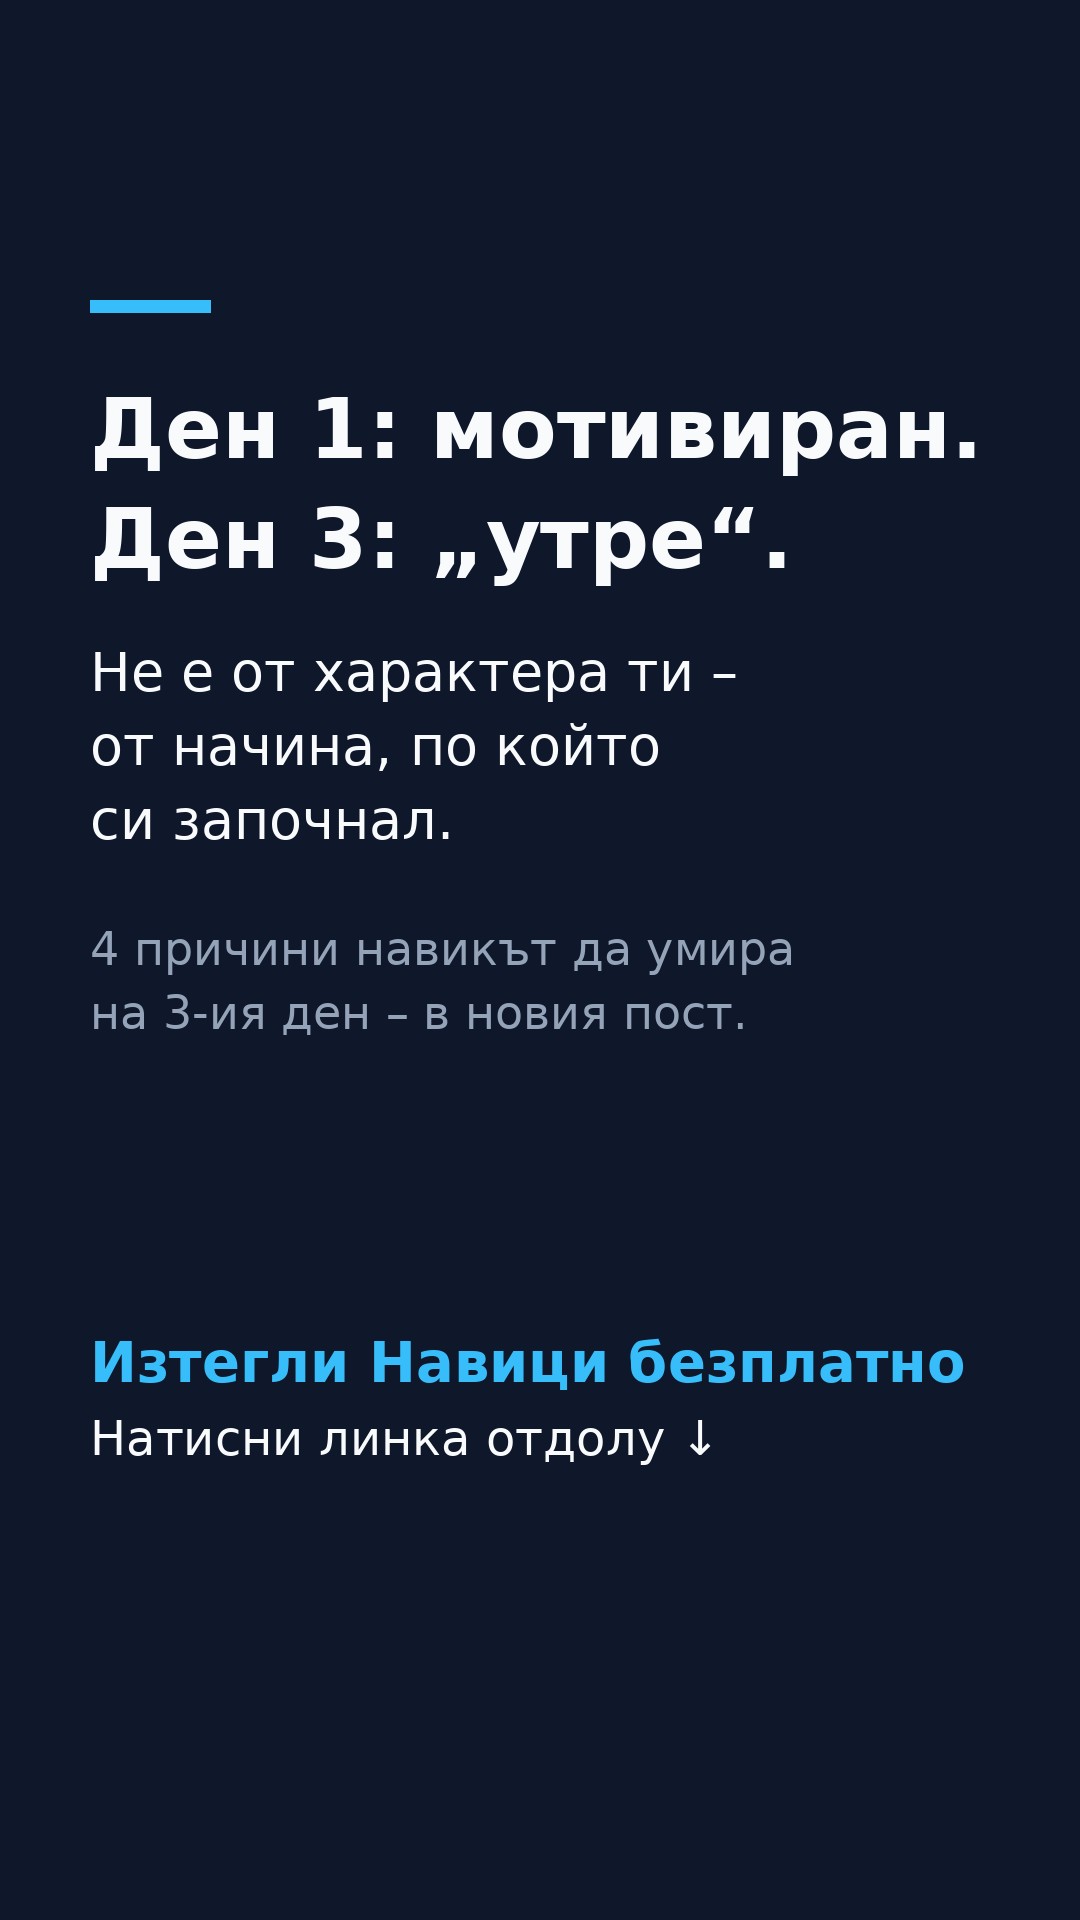 Ден 1: мотивиран.
Ден 3: „утре“.
Не е от характера ти –
от начина, по който
си започнал.
4 причини навикът да умира
на 3-ия ден – в новия пост.
Изтегли Навици безплатно
Натисни линка отдолу ↓